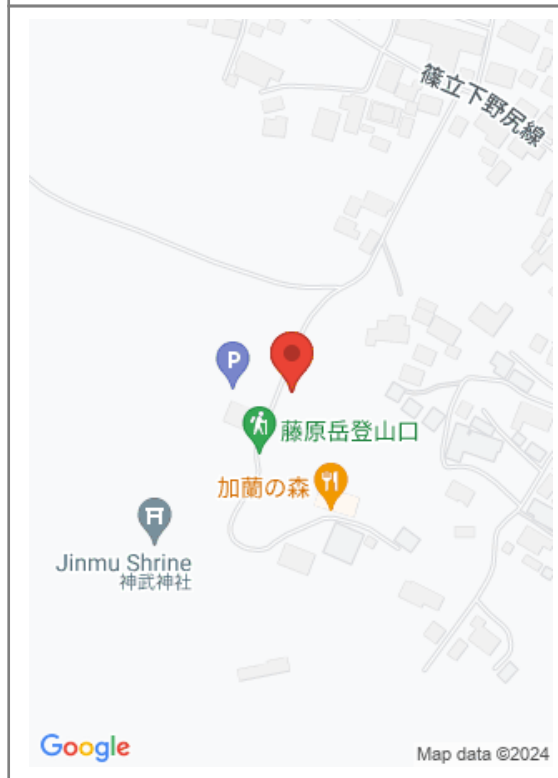 篠立下野尻線
P
藤原岳登山口
加蘭の森
Jinmu Shrine
神武神社
Google
Map data ©2024